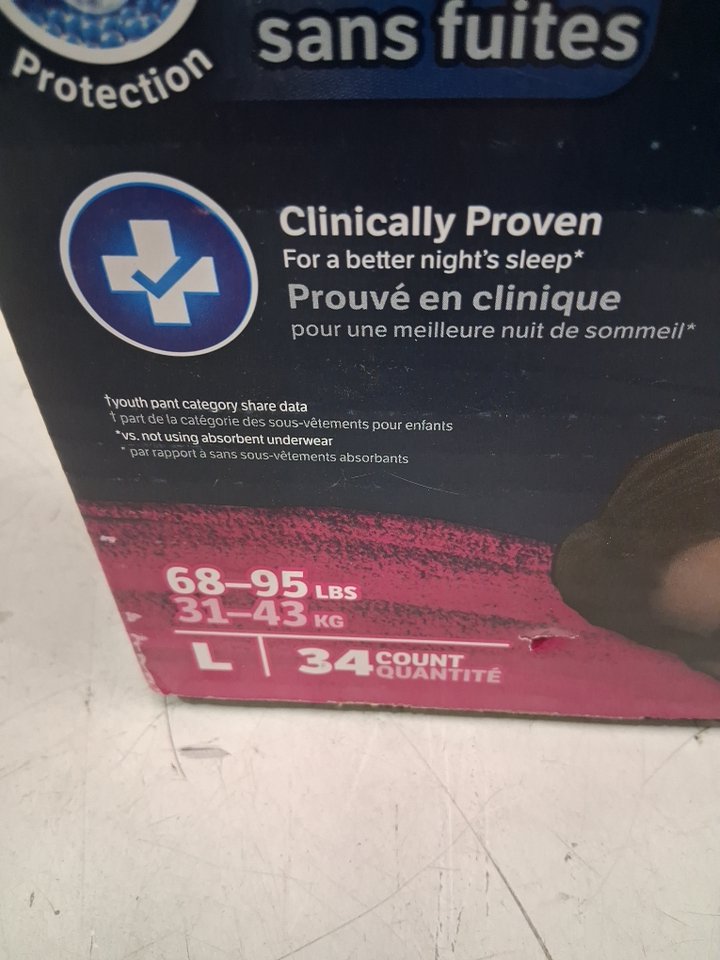 Protection
sans fuites
Clinically Proven
For a better night's sleep*
Prouvé en clinique
pour une meilleure nuit de sommeil*
†youth pant category share data
† part de la catégorie des sous-vêtements pour enfants
*vs. not using absorbent underwear
* par rapport à sans sous-vêtements absorbants
68–95 LBS
31–43 KG
L
34 COUNT
QUANTITÉ